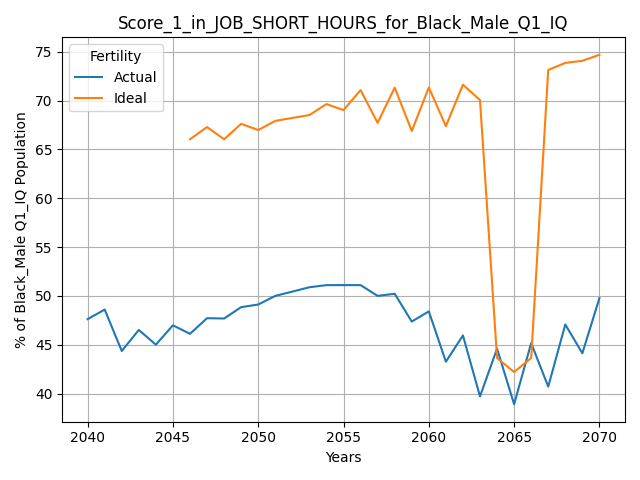 Score_1_in_JOB_SHORT_HOURS_for_Black_Male_Q1_IQ
Fertility
Actual
Ideal
% of Black_Male Q1_IQ Population
75
70
65
60
55
50
45
40
2040 2045 2050 2055 2060 2065 2070
Years